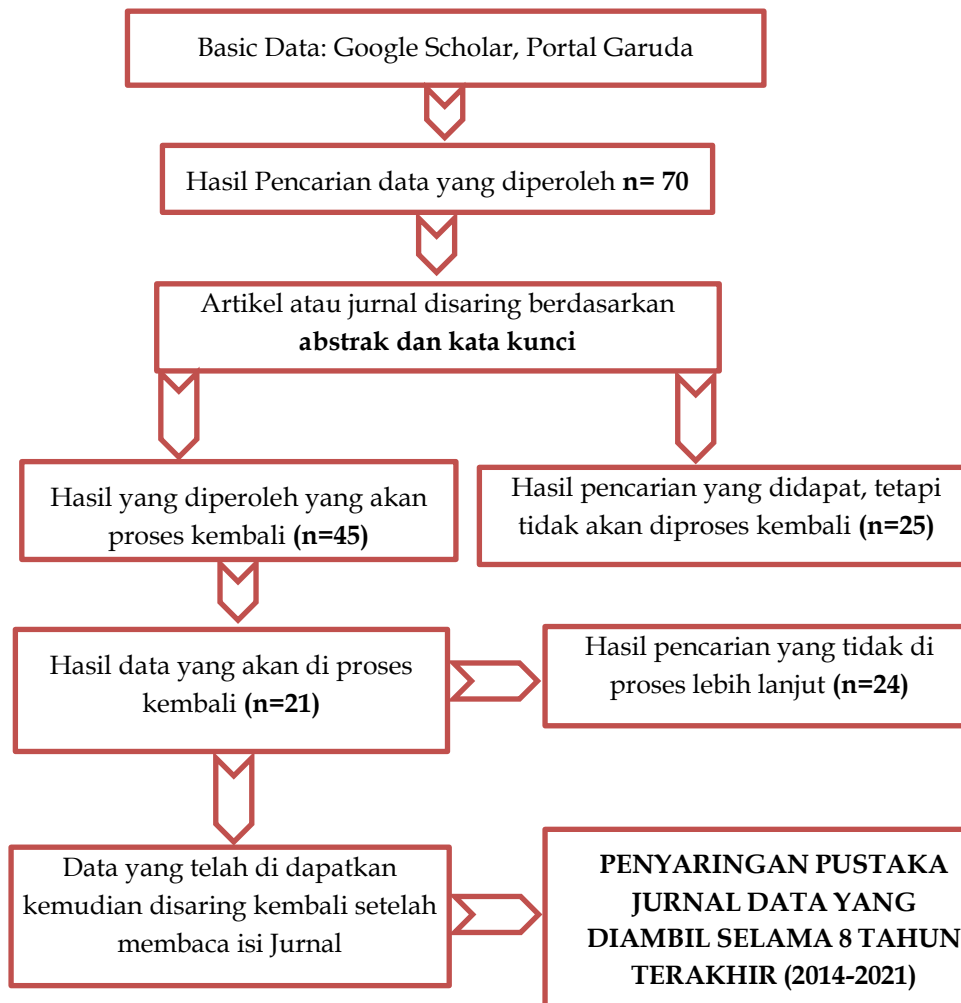 Basic Data: Google Scholar, Portal Garuda
Hasil Pencarian data yang diperoleh n= 70
Artikel atau jurnal disaring berdasarkan
abstrak dan kata kunci
Hasil yang diperoleh yang akan
proses kembali (n=45)
Hasil pencarian yang didapat, tetapi
tidak akan diproses kembali (n=25)
Hasil data yang akan di proses
kembali (n=21)
Hasil pencarian yang tidak di
proses lebih lanjut (n=24)
Data yang telah di dapatkan
kemudian disaring kembali setelah
membaca isi Jurnal
PENYARINGAN PUSTAKA
JURNAL DATA YANG
DIAMBIL SELAMA 8 TAHUN
TERAKHIR (2014-2021)